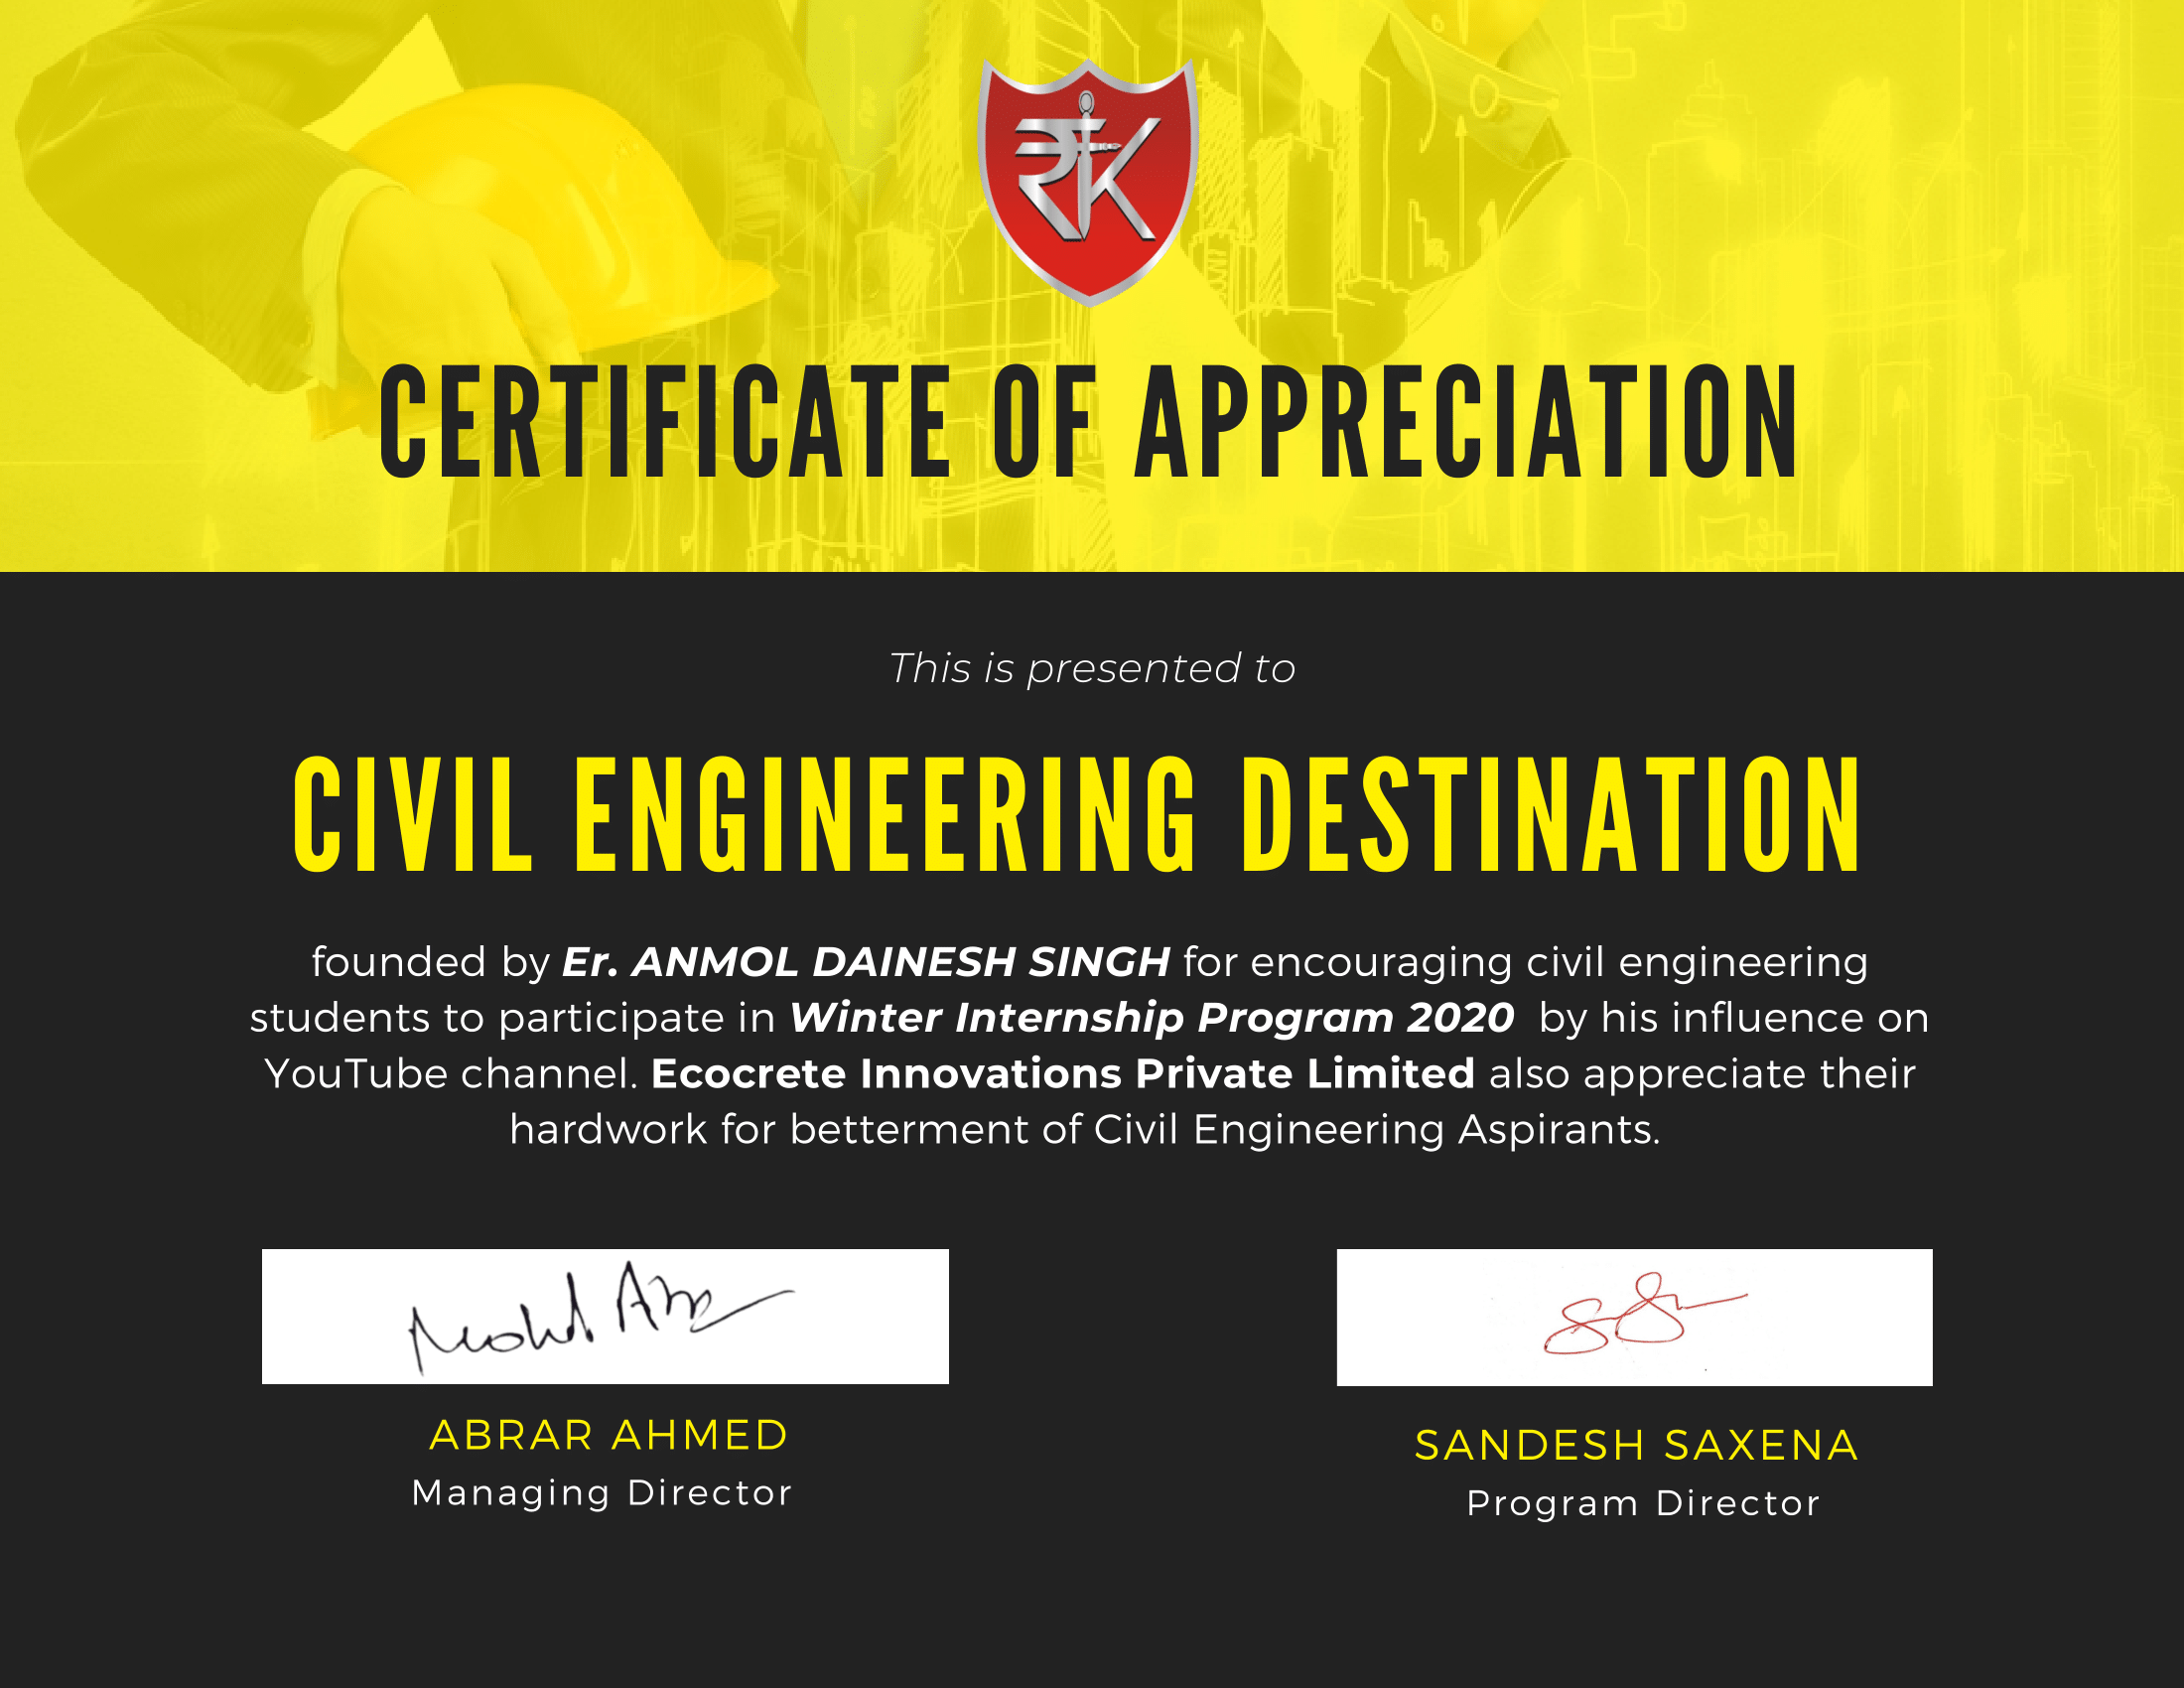 ₹K
CERTIFICATE OF APPRECIATION
This is presented to
CIVIL ENGINEERING DESTINATION
founded by Er. ANMOL DAINESH SINGH for encouraging civil engineering
students to participate in Winter Internship Program 2020 by his influence on
YouTube channel. Ecocrete Innovations Private Limited also appreciate their
hardwork for betterment of Civil Engineering Aspirants.
Mohd. Abr
ABRAR AHMED
Managing Director
SANDESH SAXENA
Program Director